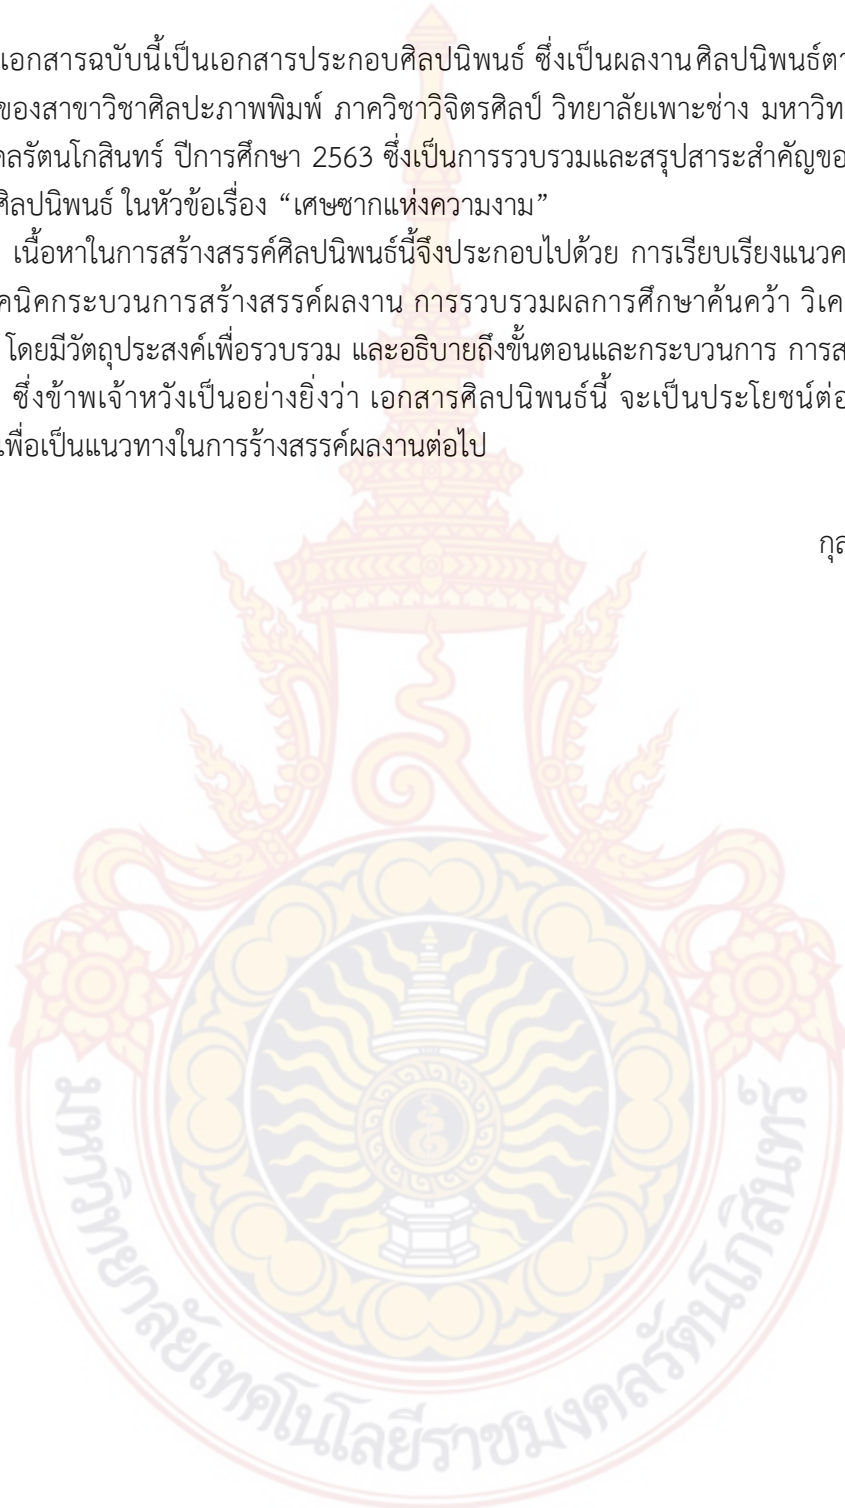 เอกสารฉบับนี้เป็นเอกสารประกอบศิลปนิพนธ์ ซึ่งเป็นผลงานศิลปนิพนธ์ตา
ของสาขาวิชาศิลปะภาพพิมพ์ ภาควิชาวิจิตรศิลป์ วิทยาลัยเพาะช่าง มหาวิท
คลรัตนโกสินทร์ ปีการศึกษา 2563 ซึ่งเป็นการรวบรวมและสรุปสาระสำคัญขอ
ศิลปนิพนธ์ ในหัวข้อเรื่อง “เศษซากแห่งความงาม”
เนื้อหาในการสร้างสรรค์ศิลปนิพนธ์นี้จึงประกอบไปด้วย การเรียบเรียงแนวค
คนิคกระบวนการสร้างสรรค์ผลงาน การรวบรวมผลการศึกษาค้นคว้า วิเค
โดยมีวัตถุประสงค์เพื่อรวบรวม และอธิบายถึงขั้นตอนและกระบวนการ การส
ซึ่งข้าพเจ้าหวังเป็นอย่างยิ่งว่า เอกสารศิลปนิพนธ์นี้ จะเป็นประโยชน์ต่อ
เพื่อเป็นแนวทางในการร้างสรรค์ผลงานต่อไป
กุล
มหาวิทยาลัยเทคโนโลยีราชมงคลรัตนโกสินทร์